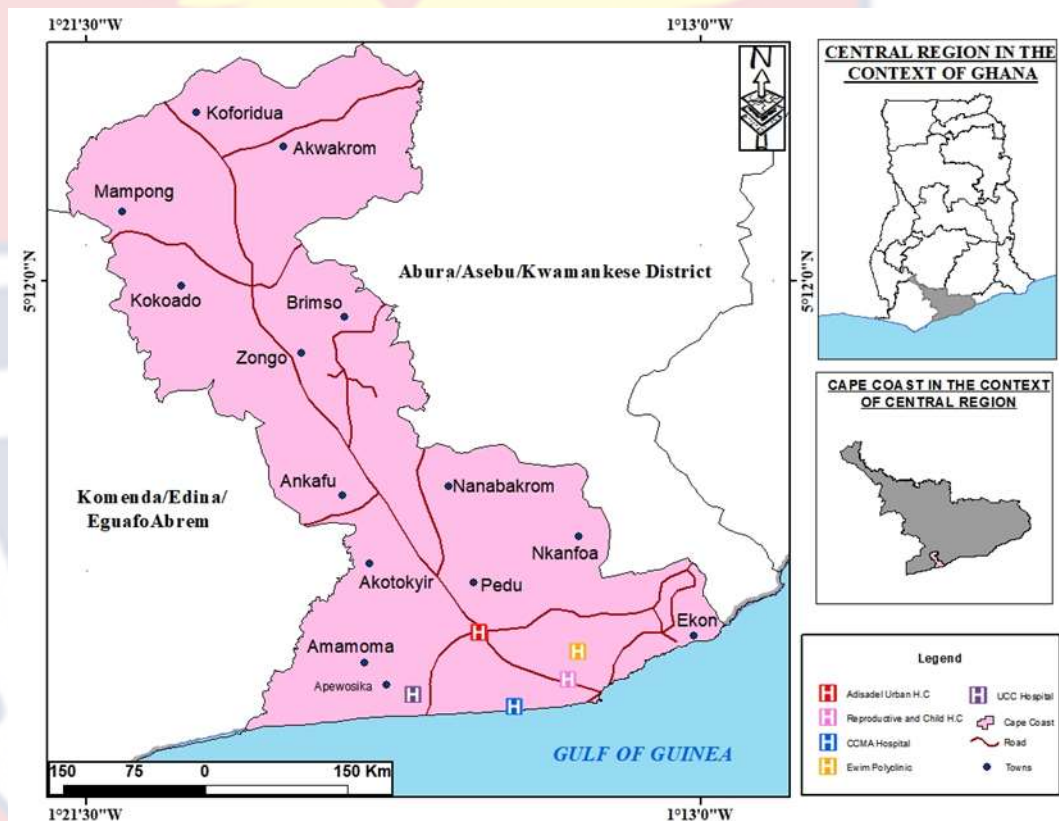 1°21'30"W
1°13'0"W
N
Koforidua
Akwakrom
Mampong
Abura/Asebu/Kwamankese District
5°12'0"N
5°12'0"N
Kokoado
Brimso
Zongo
Ankafu
Nanabakrom
Komenda/Edina/
EguafoAbrem
Nkanfoa
Akotokyir
Pedu
Ekon
Amamoma
Apewosika
H
H
H
H
H
GULF OF GUINEA
150 75 0 150 Km
1°21'30"W
1°13'0"W
CENTRAL REGION IN THE
CONTEXT OF GHANA
CAPE COAST IN THE CONTEXT
OF CENTRAL REGION
Legend
H Adisadel Urban H.C
H Reproductive and Child H.C
H CCMA Hospital
H Ewim Polyclinic
H UCC Hospital
Cape Coast
Road
Towns